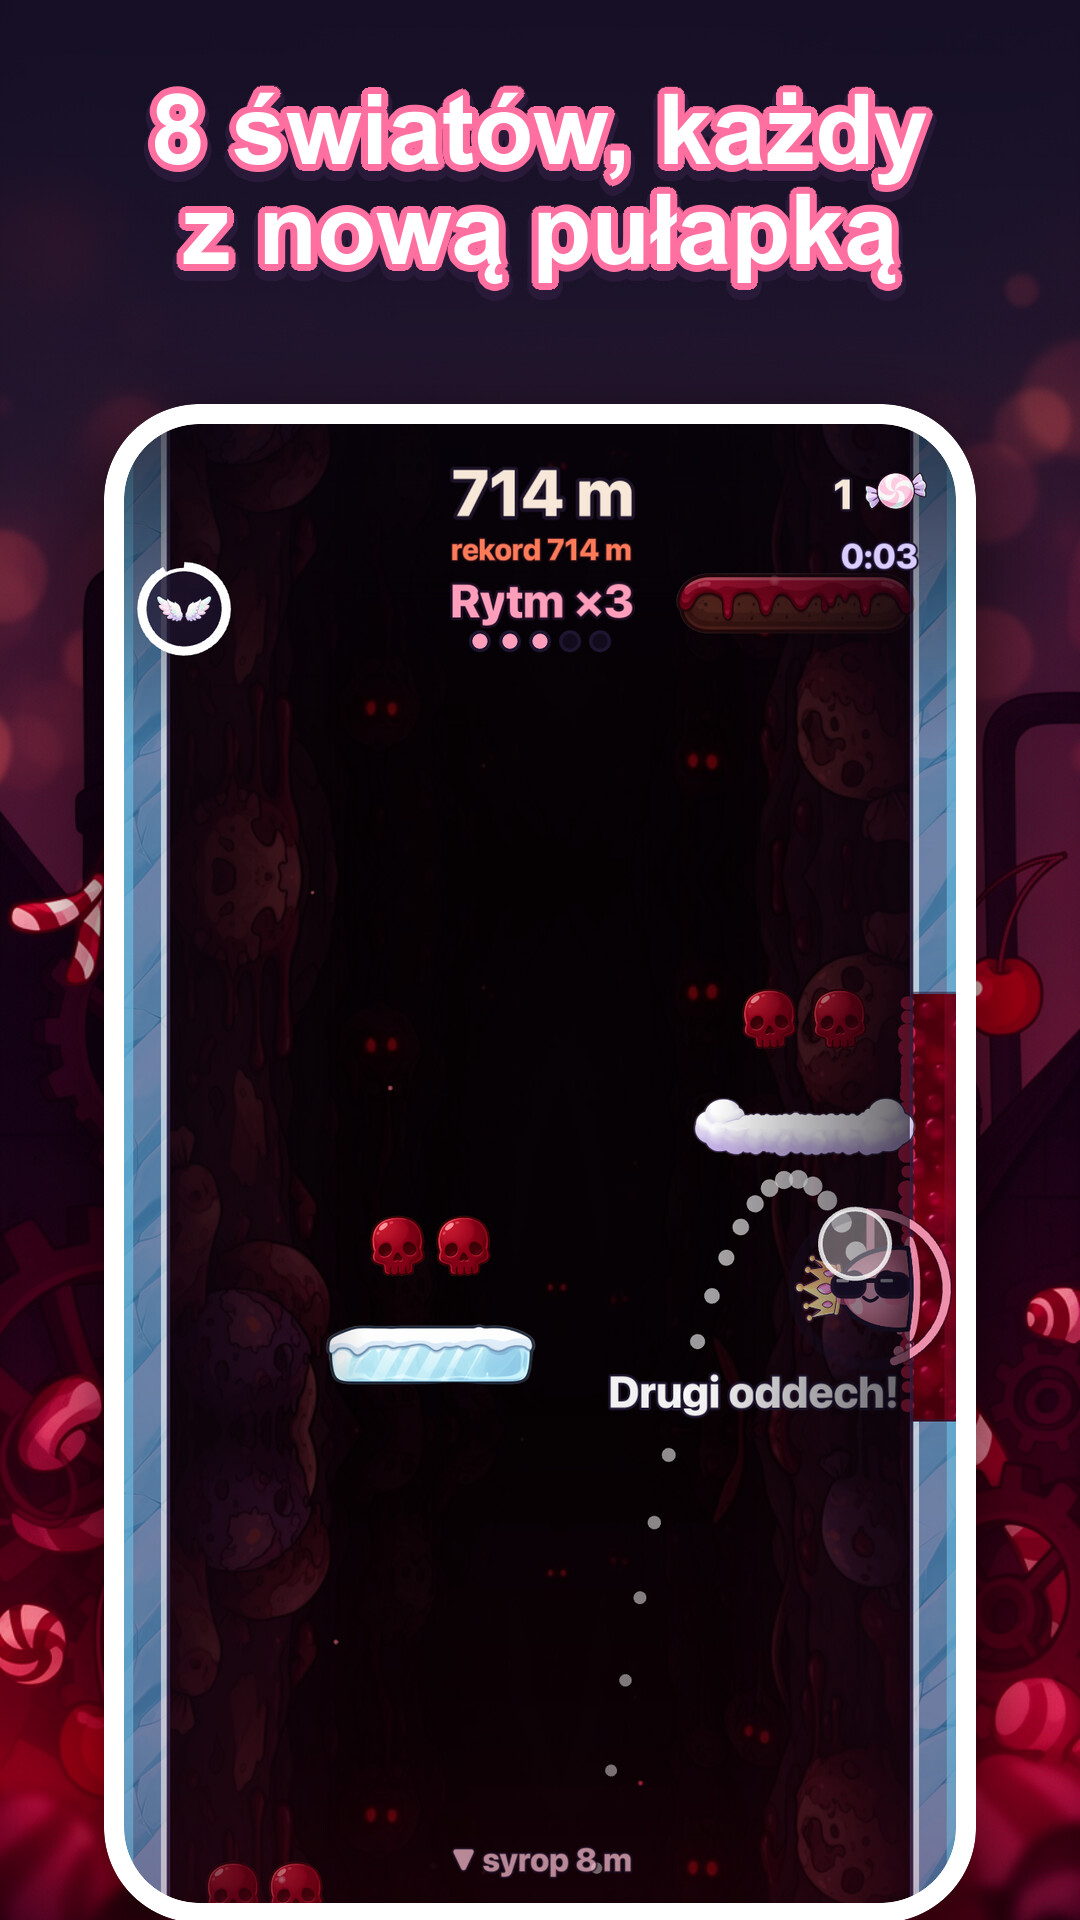 8 światów, każdy
z nową pułapką
714 m
1
rekord 714 m
0:03
Rytm ×3
Drugi oddech!
▼ syrop 8 m